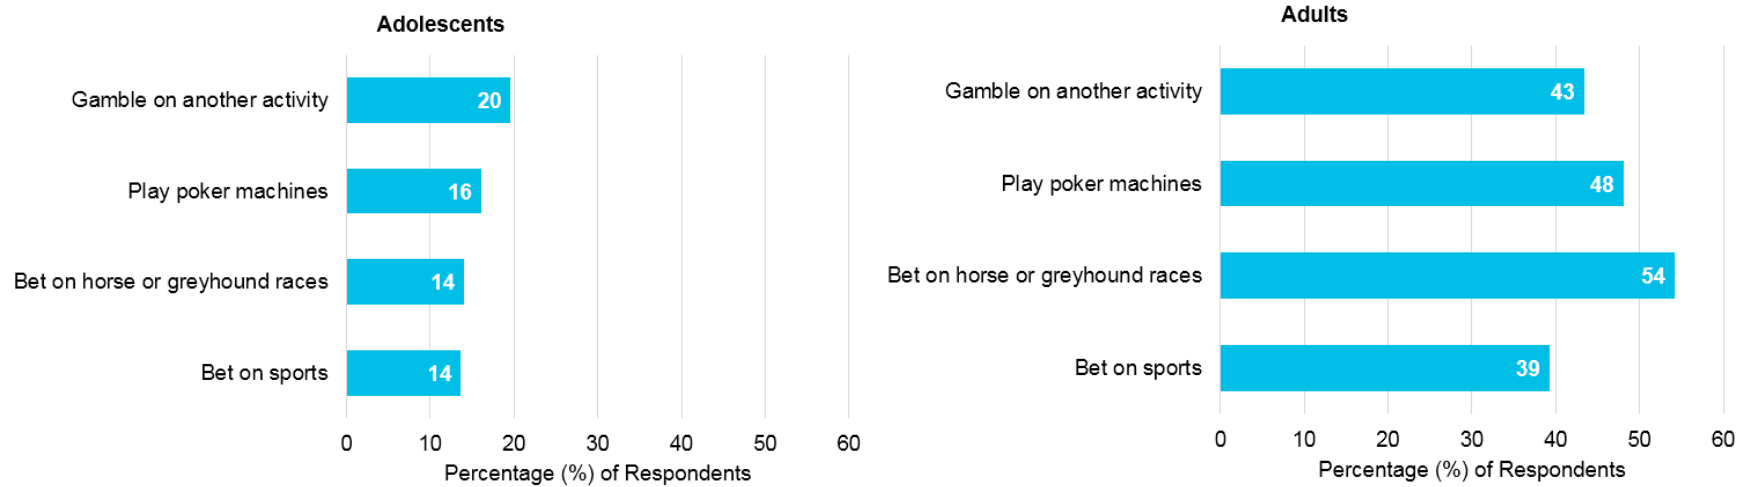 Adolescents
Gamble on another activity 20
Play poker machines 16
Bet on horse or greyhound races 14
Bet on sports 14
0 10 20 30 40 50 60
Percentage (%) of Respondents
Adults
Gamble on another activity 43
Play poker machines 48
Bet on horse or greyhound races 54
Bet on sports 39
0 10 20 30 40 50 60
Percentage (%) of Respondents